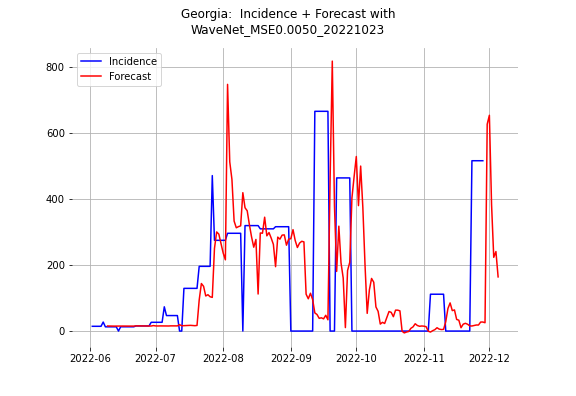 Georgia:  Incidence + Forecast with
WaveNet_MSE0.0050_20221023
Incidence
Forecast
800
600
400
200
0
2022-06 2022-07 2022-08 2022-09 2022-10 2022-11 2022-12